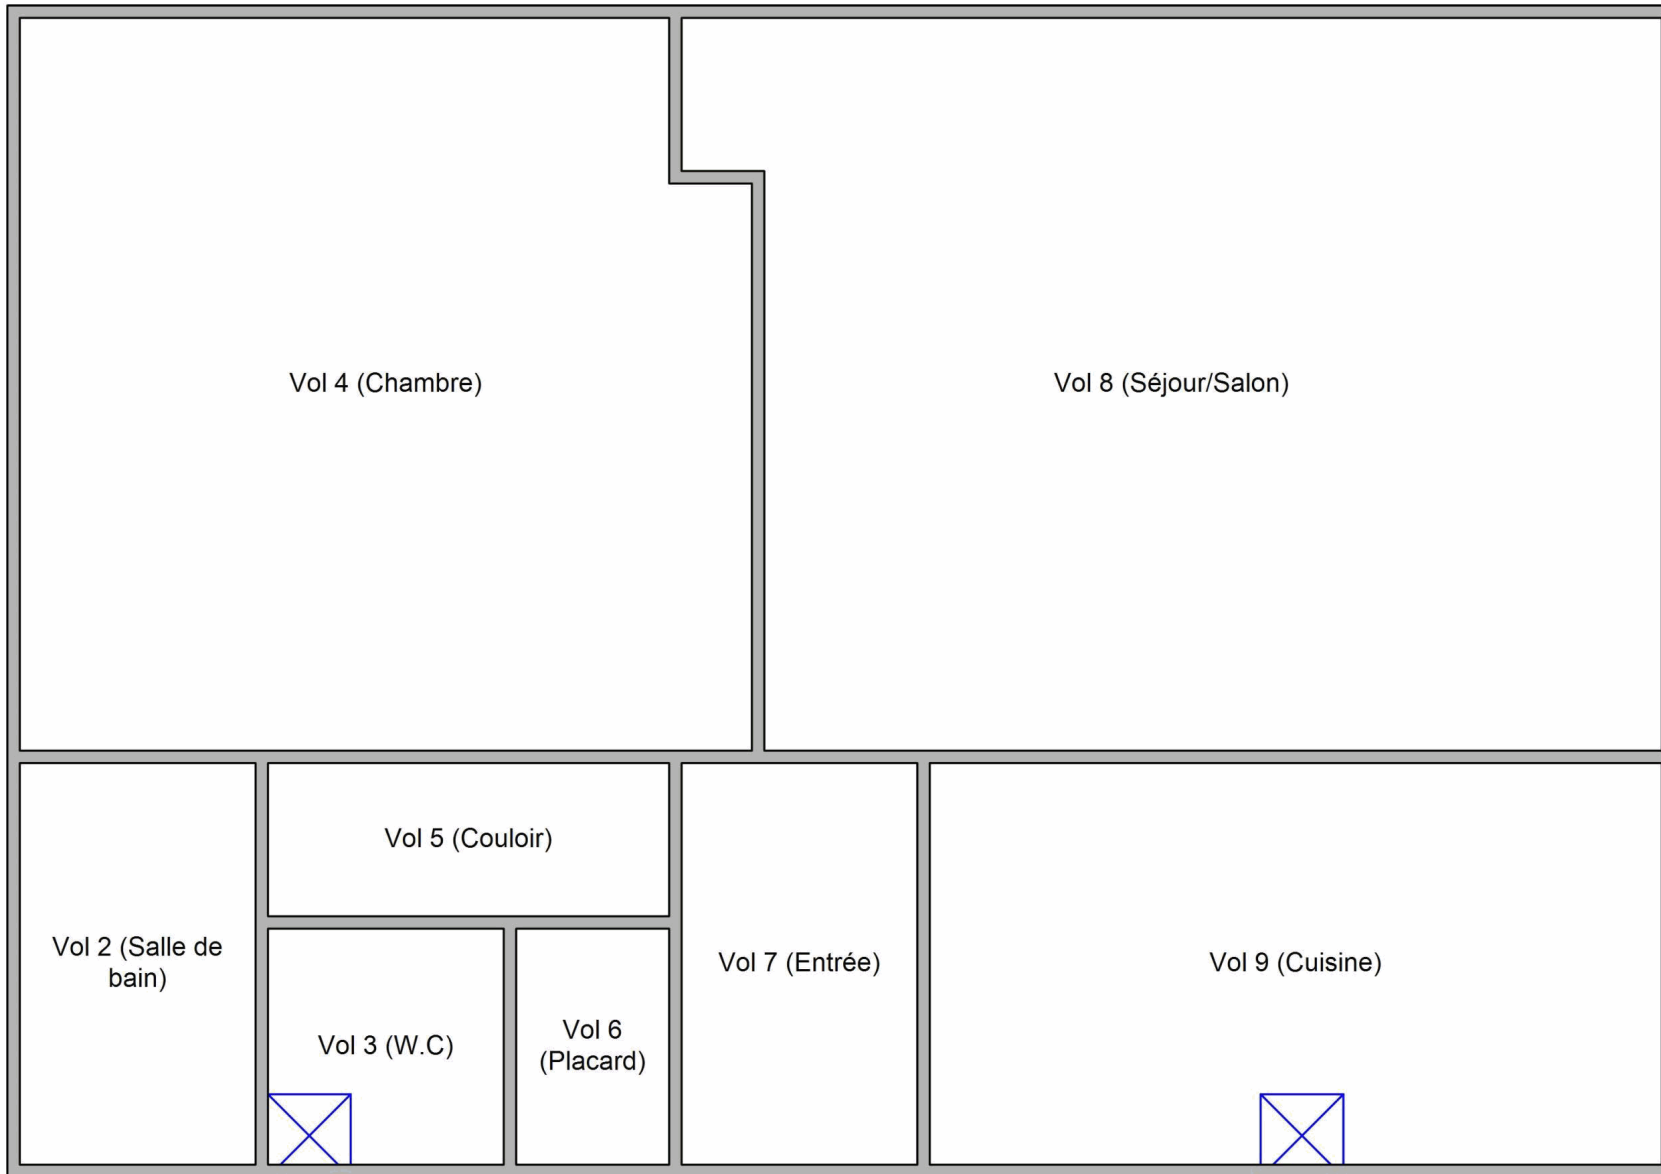 Vol 4 (Chambre)
Vol 8 (Séjour/Salon)
Vol 5 (Couloir)
Vol 2 (Salle de
bain)
Vol 3 (W.C)
Vol 6
(Placard)
Vol 7 (Entrée)
Vol 9 (Cuisine)